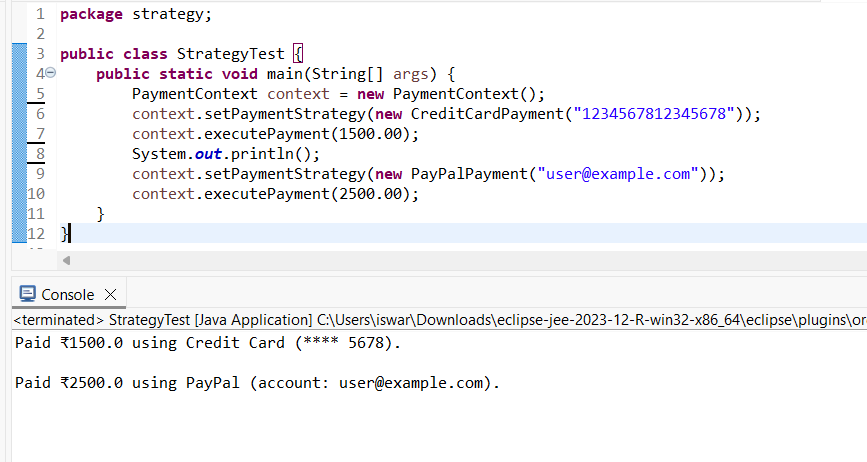 1 package strategy;
2
3 public class StrategyTest {
4 public static void main(String[] args) {
5 PaymentContext context = new PaymentContext();
6 context.setPaymentStrategy(new CreditCardPayment("1234567812345678"));
7 context.executePayment(1500.00);
8 System.out.println();
9 context.setPaymentStrategy(new PayPalPayment("user@example.com"));
10 context.executePayment(2500.00);
11 }
12 }
Console
<terminated> StrategyTest [Java Application] C:\Users\iswar\Downloads\eclipse-jee-2023-12-R-win32-x86_64\eclipse\plugins\or
Paid ₹1500.0 using Credit Card (**** 5678).
Paid ₹2500.0 using PayPal (account: user@example.com).